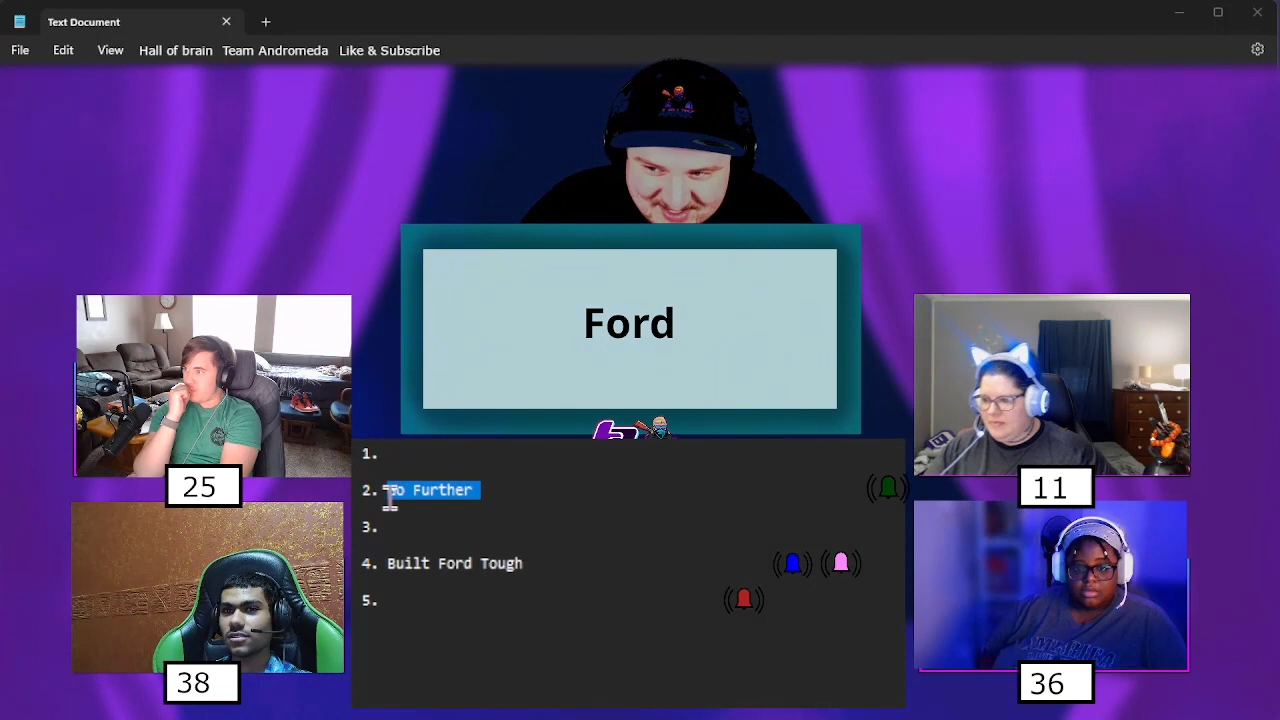 Text Document
File Edit View Hall of brain Team Andromeda Like & Subscribe
Ford
25
11
38
36
1.
2. Go Further
3.
4. Built Ford Tough
5.